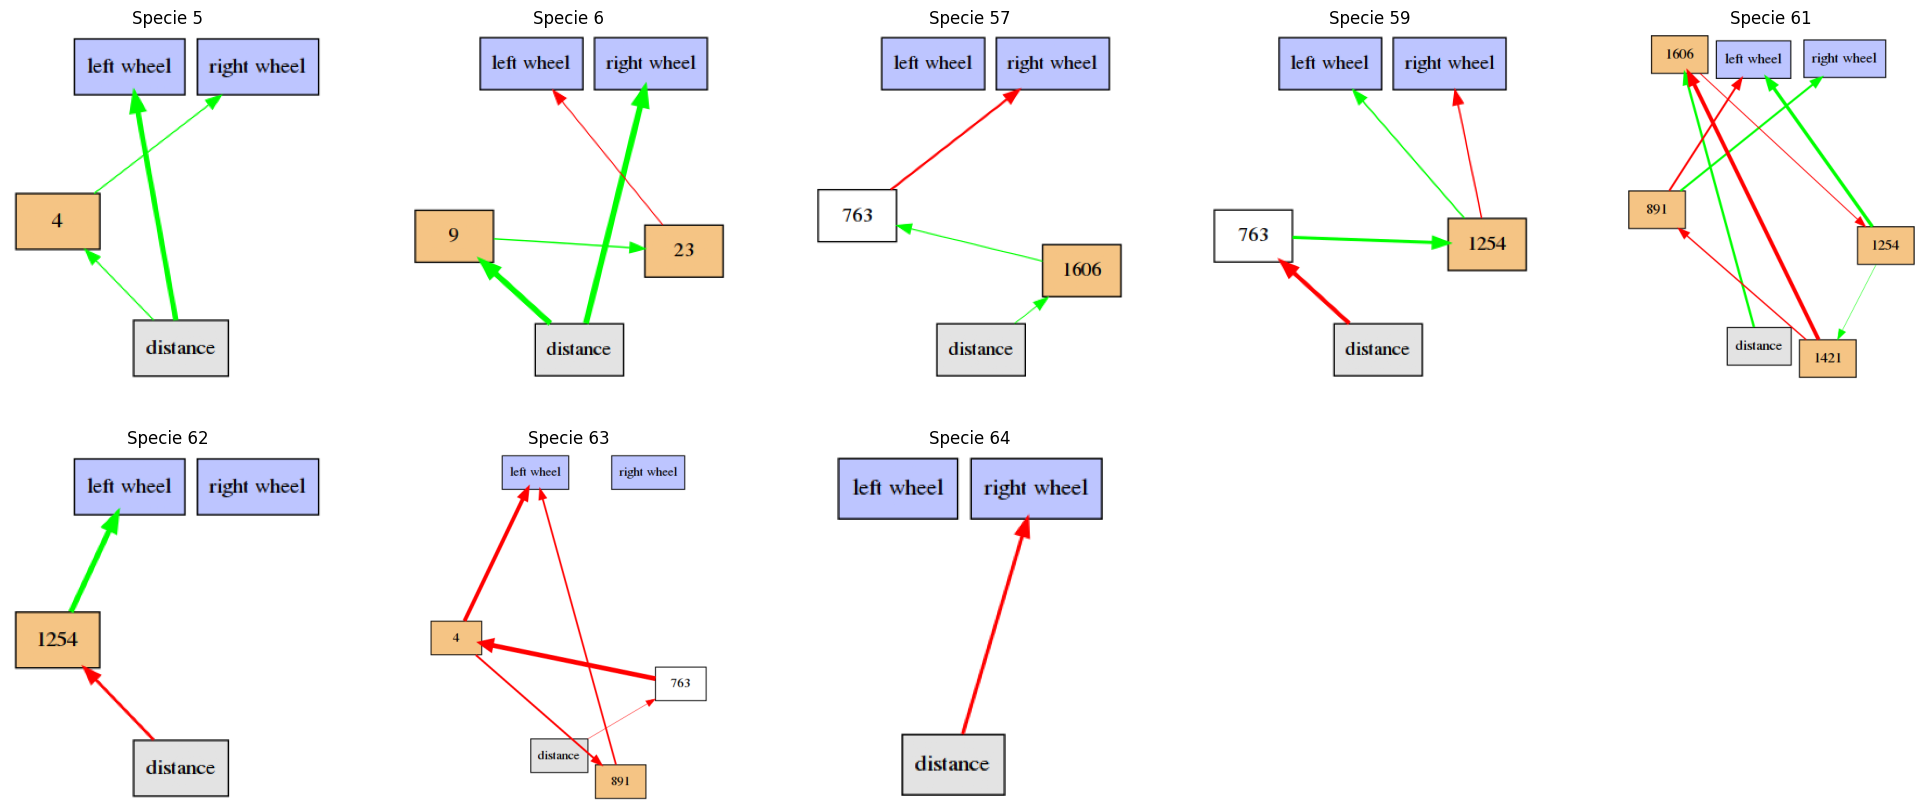 Specie 5
left wheel
right wheel
4
distance
Specie 6
left wheel
right wheel
9
23
distance
Specie 57
left wheel
right wheel
763
1606
distance
Specie 59
left wheel
right wheel
763
1254
distance
Specie 61
1606
left wheel
right wheel
891
1254
distance
1421
Specie 62
left wheel
right wheel
1254
distance
Specie 63
left wheel
right wheel
4
763
distance
891
Specie 64
left wheel
right wheel
distance